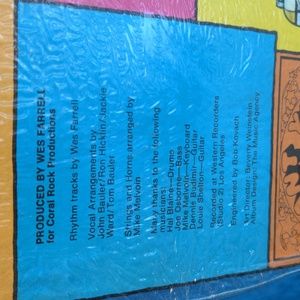 PRODUCED BY WES FARRELL
for Coral Rock Productions
Rhythm tracks by Wes Farrell
Vocal Arrangements by
John Bahler/Ron Hicklin/Jackie
Ward/Tom Bahler
Strings and Horns arranged by
Mike Melvoin
Many thanks to the following
musicians:
Hal Blaine—Drums
Joe Osborne—Bass
Mike Melvoin—Keyboard
Dennis Budimir—Guitar
Louie Shelton—Guitar
Recorded at Western Recorders
(Studio 2) Los Angeles
Engineered by Bob Kovach
Art Director: Beverly Weinstein
Album Design: The Music Agency